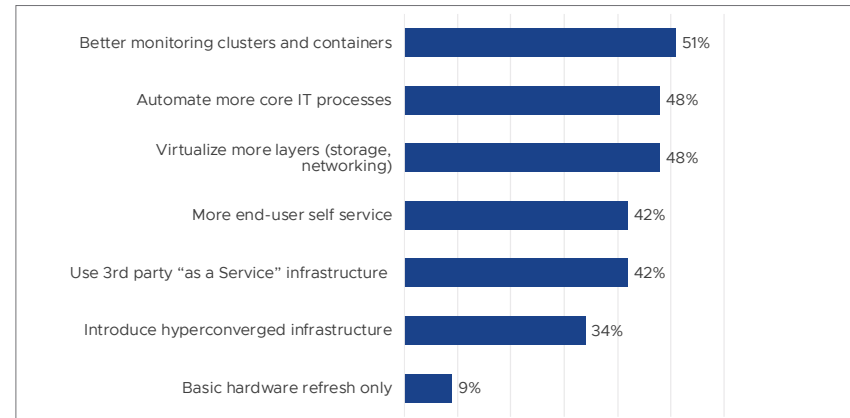 Better monitoring clusters and containers 51%
Automate more core IT processes 48%
Virtualize more layers (storage,
networking) 48%
More end-user self service 42%
Use 3rd party “as a Service” infrastructure 42%
Introduce hyperconverged infrastructure 34%
Basic hardware refresh only 9%